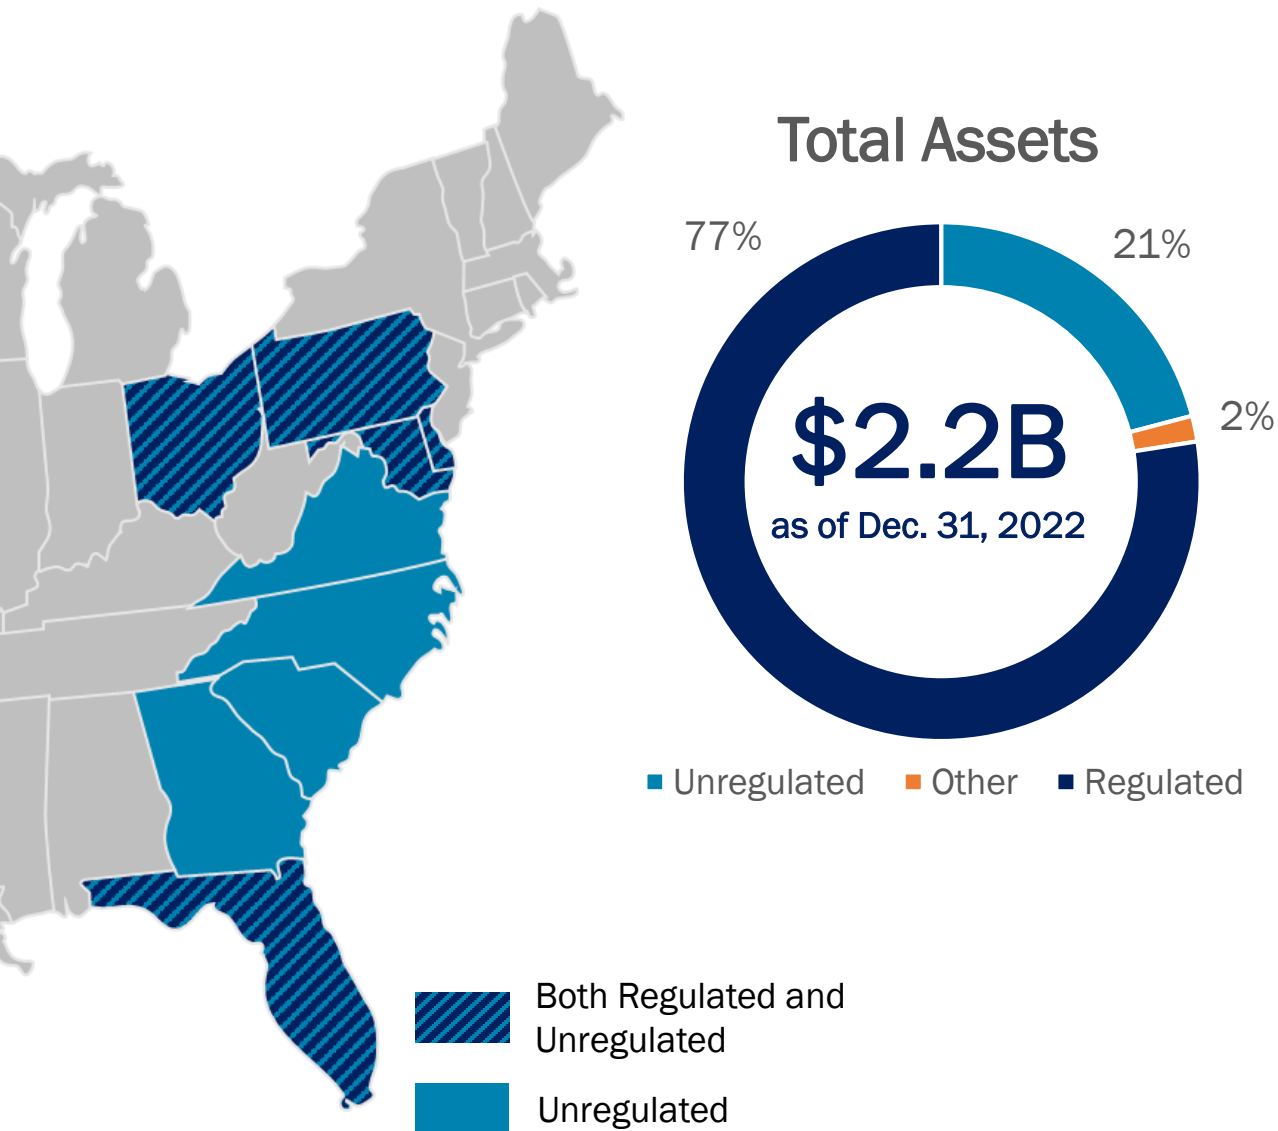 Total Assets
77%
21%
2%
$2.2B
as of Dec. 31, 2022
Unregulated
Other
Regulated
Both Regulated and
Unregulated
Unregulated